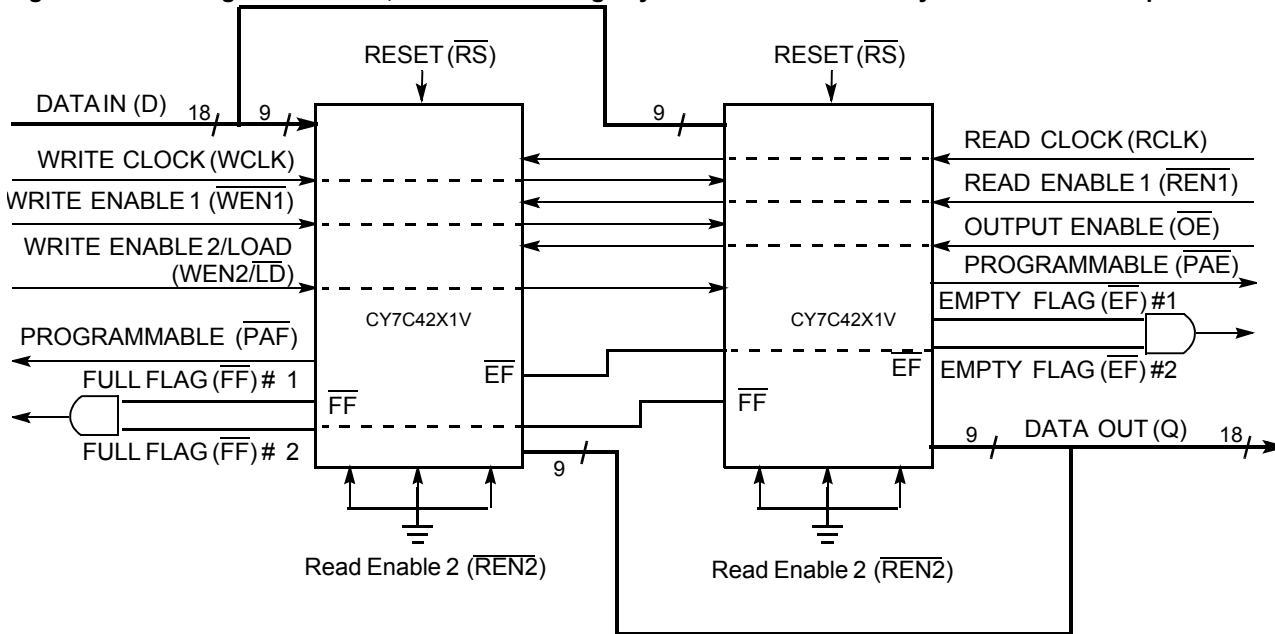 RESET (RS)
RESET (RS)
DATA IN (D) 18 9
9
WRITE CLOCK (WCLK)
READ CLOCK (RCLK)
WRITE ENABLE 1 (WEN1)
READ ENABLE 1 (REN1)
WRITE ENABLE 2/LOAD
(WEN2/LD)
OUTPUT ENABLE (OE)
PROGRAMMABLE (PAE)
CY7C42X1V
CY7C42X1V
EMPTY FLAG (EF) #1
PROGRAMMABLE (PAF)
EF
EF
EMPTY FLAG (EF) #2
FULL FLAG (FF) # 1
FF
FF
FULL FLAG (FF) # 2
9
9
DATA OUT (Q)
18
Read Enable 2 (REN2)
Read Enable 2 (REN2)